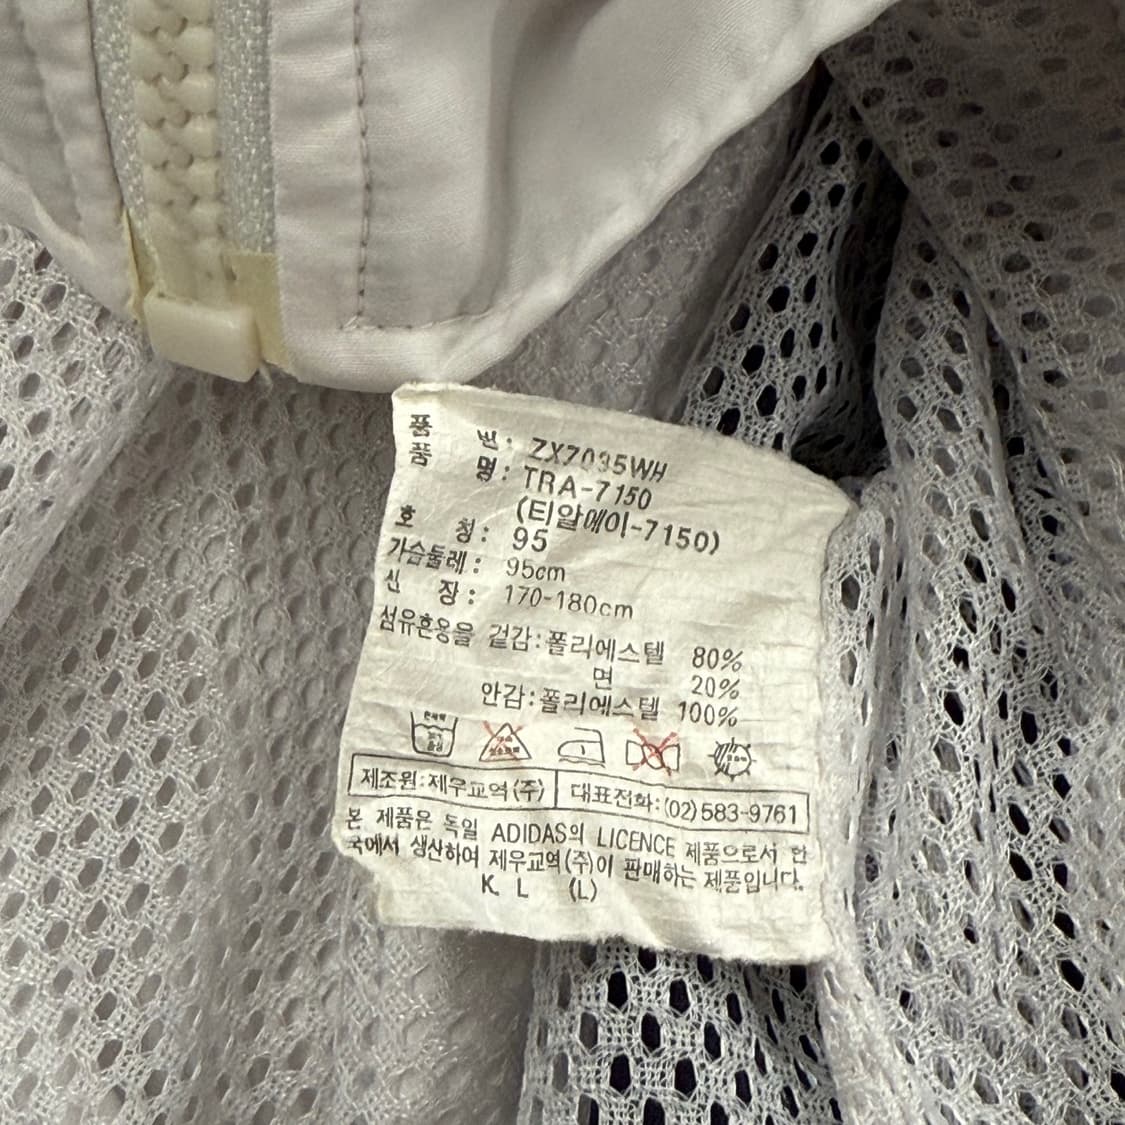 품 번: ZX7035WH
품 명: TRA-7150
(티알에이-7150)
호 청: 95
가슴둘레: 95cm
신 장: 170-180cm
섬유혼용율 겉감:폴리에스텔 80%
면 20%
안감:폴리에스텔 100%
제조원:제우교역(주) 대표전화:(02)583-9761
본 제품은 독일 ADIDAS의 LICENCE 제품으로서 한
국에서 생산하여 제우교역(주)이 판매하는 제품입니다.
K. L (L)